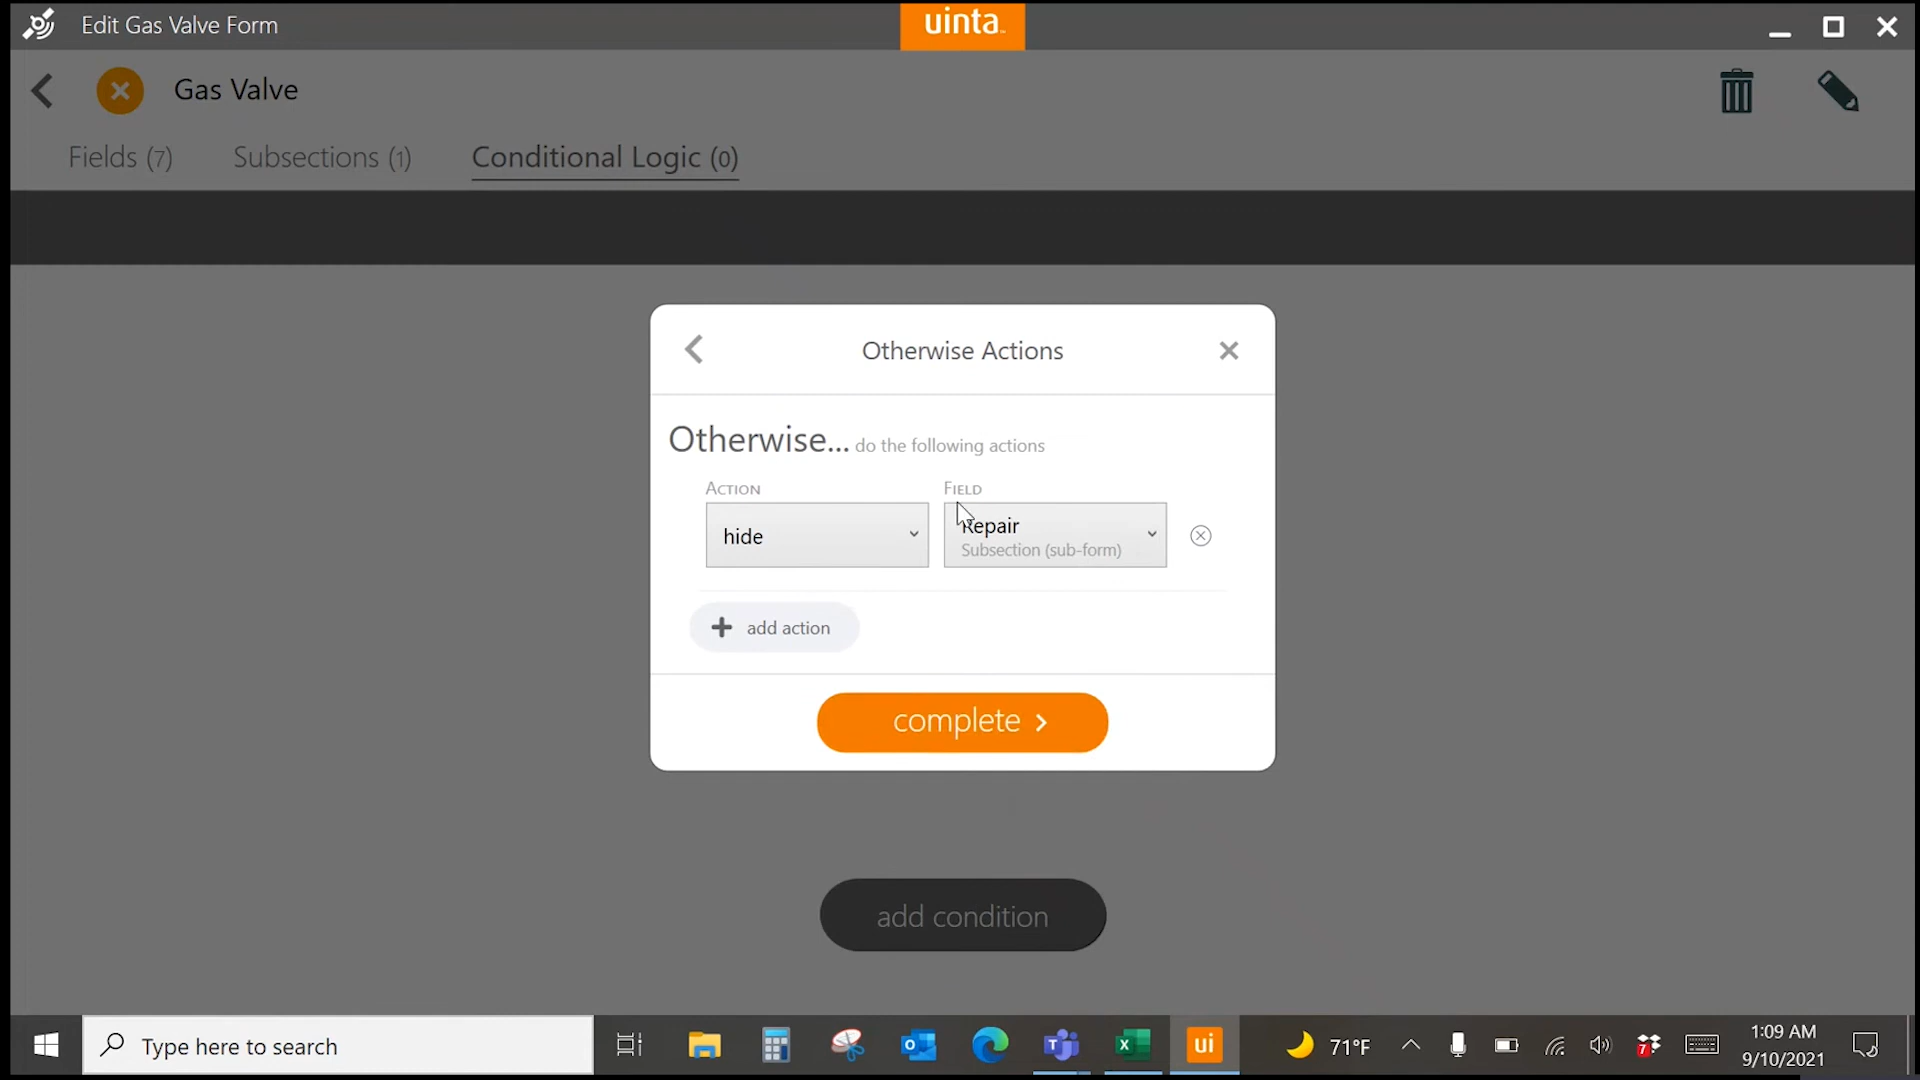 Edit Gas Valve Form
uinta
Gas Valve
Fields (7)
Subsections (1)
Conditional Logic (0)
Otherwise Actions
Otherwise... do the following actions
ACTION
FIELD
hide
Repair
Subsection (sub-form)
add action
complete
add condition
Type here to search
ui
71°F
7
1:09 AM
9/10/2021